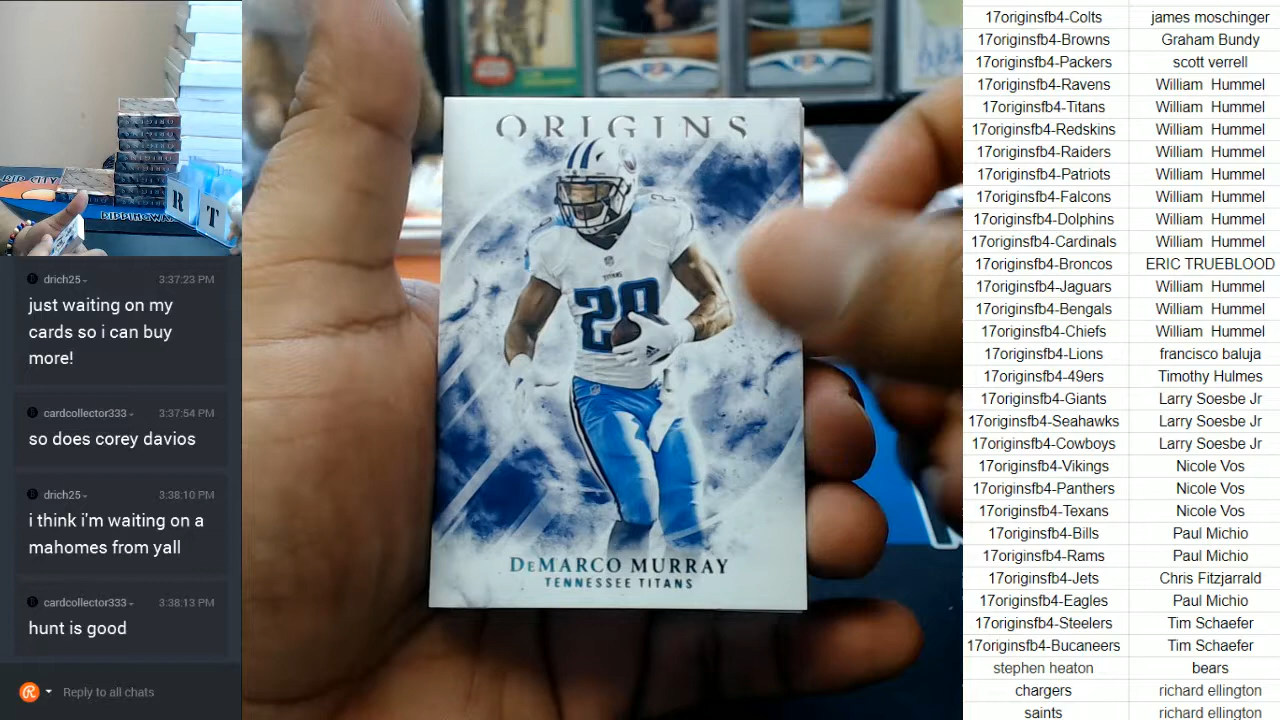 RIP CITY
RIPPINGWAX
R T
ORIGINS
ORIGINS
ORIGINS
ORIGINS
drich25
3:37:23 PM
just waiting on my
cards so i can buy
more!
cardcollector333
3:37:54 PM
so does corey davios
drich25
3:38:10 PM
i think i'm waiting on a
mahomes from yall
cardcollector333
3:38:13 PM
hunt is good
Reply to all chats
ORIGINS
TITANS
28
DeMARCO MURRAY
TENNESSEE TITANS
17originsfb4-Colts james moschinger
17originsfb4-Browns Graham Bundy
17originsfb4-Packers scott verrell
17originsfb4-Ravens William Hummel
17originsfb4-Titans William Hummel
17originsfb4-Redskins William Hummel
17originsfb4-Raiders William Hummel
17originsfb4-Patriots William Hummel
17originsfb4-Falcons William Hummel
17originsfb4-Dolphins William Hummel
17originsfb4-Cardinals William Hummel
17originsfb4-Broncos ERIC TRUEBLOOD
17originsfb4-Jaguars William Hummel
17originsfb4-Bengals William Hummel
17originsfb4-Chiefs William Hummel
17originsfb4-Lions francisco baluja
17originsfb4-49ers Timothy Hulmes
17originsfb4-Giants Larry Soesbe Jr
17originsfb4-Seahawks Larry Soesbe Jr
17originsfb4-Cowboys Larry Soesbe Jr
17originsfb4-Vikings Nicole Vos
17originsfb4-Panthers Nicole Vos
17originsfb4-Texans Nicole Vos
17originsfb4-Bills Paul Michio
17originsfb4-Rams Paul Michio
17originsfb4-Jets Chris Fitzjarrald
17originsfb4-Eagles Paul Michio
17originsfb4-Steelers Tim Schaefer
17originsfb4-Bucaneers Tim Schaefer
stephen heaton bears
chargers richard ellington
saints richard ellington